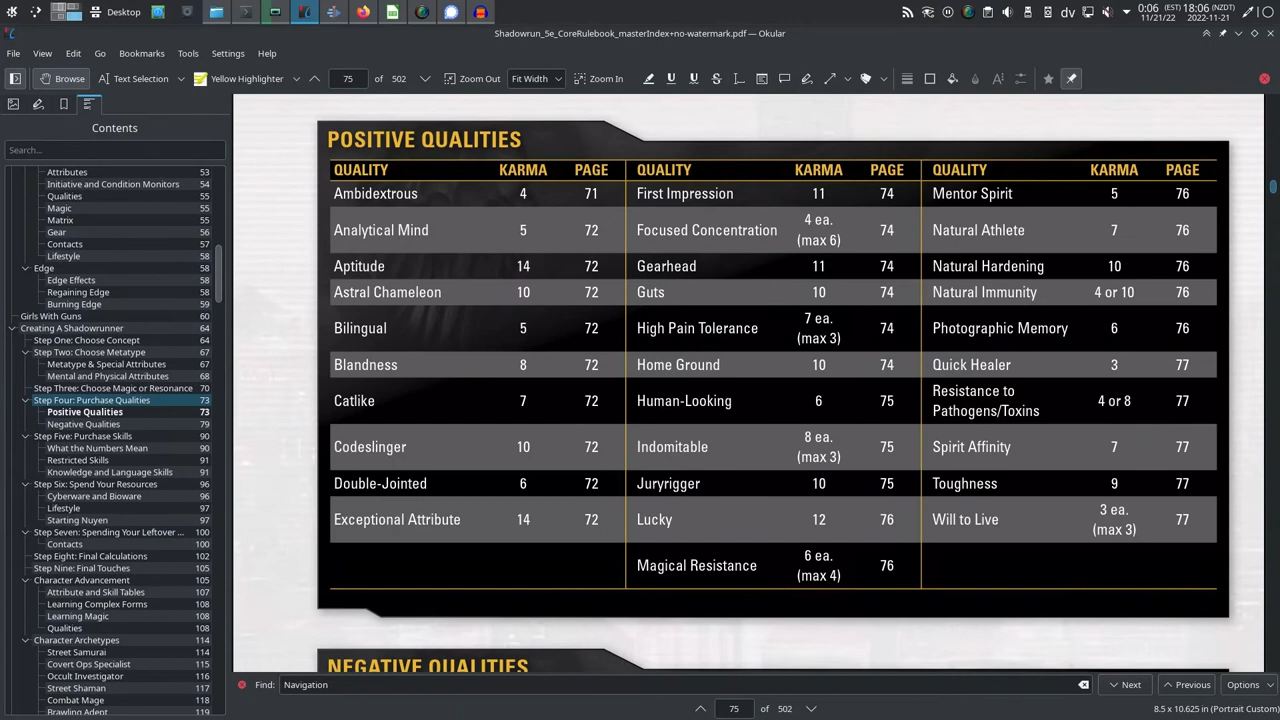 Desktop
dv
0:06 (EST) 18:06 (NZDT)
11/21/22 2022-11-21
Shadowrun_5e_CoreRulebook_masterIndex+no-watermark.pdf — Okular
File View Edit Go Bookmarks Tools Settings Help
Browse Text Selection Yellow Highlighter 75 of 502 Zoom Out Fit Width Zoom In
Contents
Search...
Attributes 53
Initiative and Condition Monitors 54
Qualities 55
Magic 55
Matrix 55
Gear 56
Contacts 57
Lifestyle 58
Edge 58
Edge Effects 58
Regaining Edge 58
Burning Edge 59
Girls With Guns 60
Creating A Shadowrunner 64
Step One: Choose Concept 64
Step Two: Choose Metatype 67
Metatype & Special Attributes 67
Mental and Physical Attributes 68
Step Three: Choose Magic or Resonance 70
Step Four: Purchase Qualities 73
Positive Qualities 73
Negative Qualities 79
Step Five: Purchase Skills 90
What the Numbers Mean 90
Restricted Skills 91
Knowledge and Language Skills 91
Step Six: Spend Your Resources 96
Cyberware and Bioware 96
Lifestyle 97
Starting Nuyen 97
Step Seven: Spending Your Leftover ... 100
Contacts 100
Step Eight: Final Calculations 102
Step Nine: Final Touches 105
Character Advancement 105
Attribute and Skill Tables 107
Learning Complex Forms 108
Learning Magic 108
Qualities 108
Character Archetypes 114
Street Samurai 114
Covert Ops Specialist 115
Occult Investigator 116
Street Shaman 117
Combat Mage 118
Brawling Adept 119
POSITIVE QUALITIES
QUALITY KARMA PAGE QUALITY KARMA PAGE QUALITY KARMA PAGE
Ambidextrous 4 71 First Impression 11 74 Mentor Spirit 5 76
Analytical Mind 5 72 Focused Concentration 4 ea. (max 6) 74 Natural Athlete 7 76
Aptitude 14 72 Gearhead 11 74 Natural Hardening 10 76
Astral Chameleon 10 72 Guts 10 74 Natural Immunity 4 or 10 76
Bilingual 5 72 High Pain Tolerance 7 ea. (max 3) 74 Photographic Memory 6 76
Blandness 8 72 Home Ground 10 74 Quick Healer 3 77
Catlike 7 72 Human-Looking 6 75 Resistance to Pathogens/Toxins 4 or 8 77
Codeslinger 10 72 Indomitable 8 ea. (max 3) 75 Spirit Affinity 7 77
Double-Jointed 6 72 Juryrigger 10 75 Toughness 9 77
Exceptional Attribute 14 72 Lucky 12 76 Will to Live 3 ea. (max 3) 77
Magical Resistance 6 ea. (max 4) 76
NEGATIVE QUALITIES
Find: Navigation Next Previous Options
75 of 502
8.5 x 10.625 in (Portrait Custom)